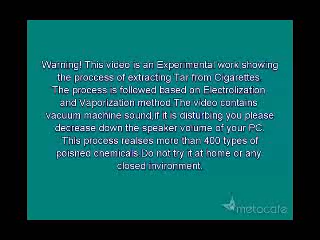 Warning! This video is an Experimental work showing
the proccess of extracting Tar from Cigarettes.
The process is followed based on Electrolization
and Vaporization method The video contains
vacuum machine sound,if it is disturbing you please
decrease down the speaker volume of your PC.
This process realses more than 400 types of
poisned chemicals.Do not try it at home or any
closed invironment.
metacafe